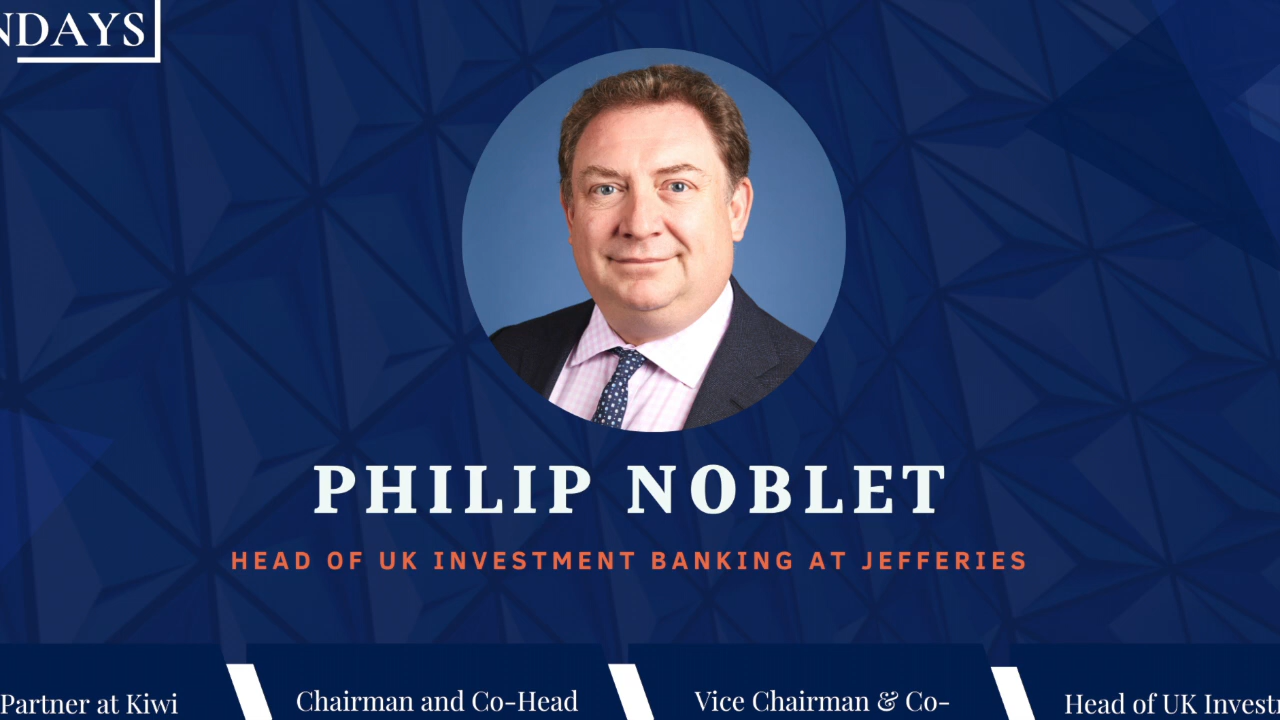 NDAYS
PHILIP NOBLET
HEAD OF UK INVESTMENT BANKING AT JEFFERIES
Partner at Kiwi
Chairman and Co-Head
Vice Chairman & Co-
Head of UK Invest